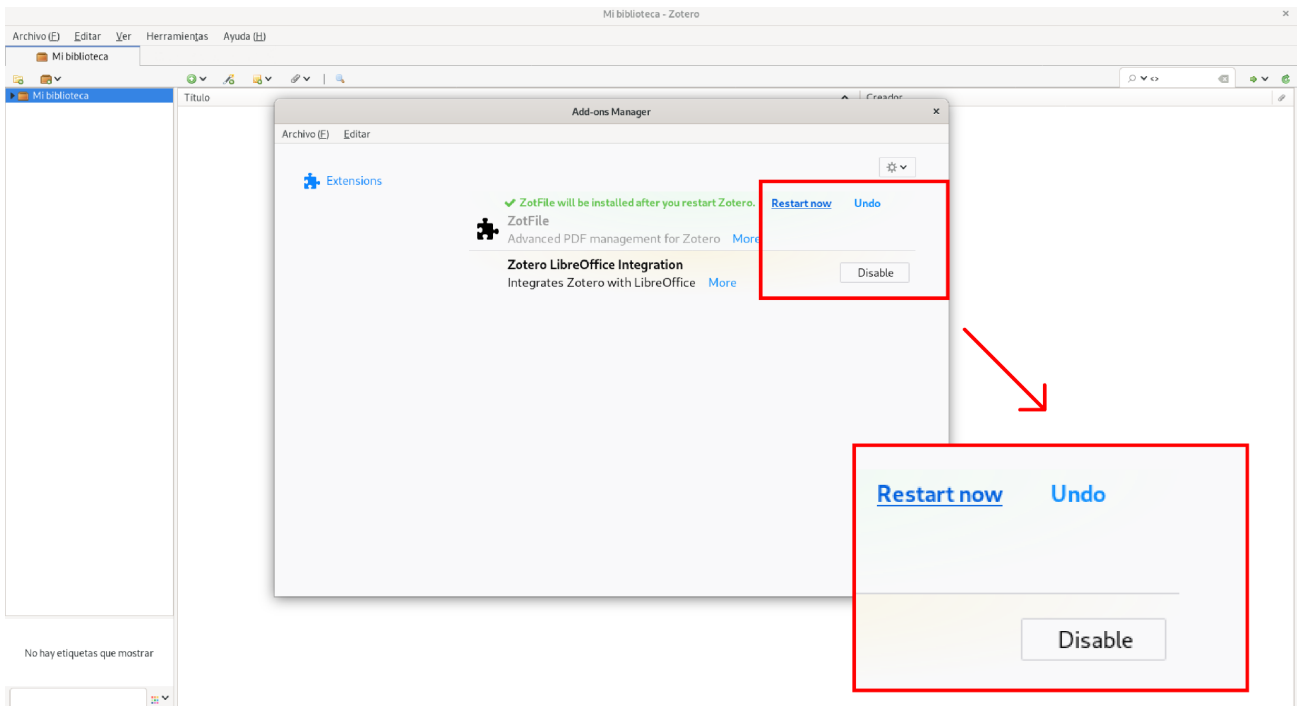 Mi biblioteca - Zotero
Archivo (F) Editar Ver Herramientas Ayuda (H)
Mi biblioteca
Mi biblioteca
Título
Creador
Add-ons Manager
Archivo (F) Editar
Extensions
ZotFile will be installed after you restart Zotero. Restart now Undo
ZotFile
Advanced PDF management for Zotero More
Zotero LibreOffice Integration
Integrates Zotero with LibreOffice More
Disable
Restart now Undo
Disable
No hay etiquetas que mostrar